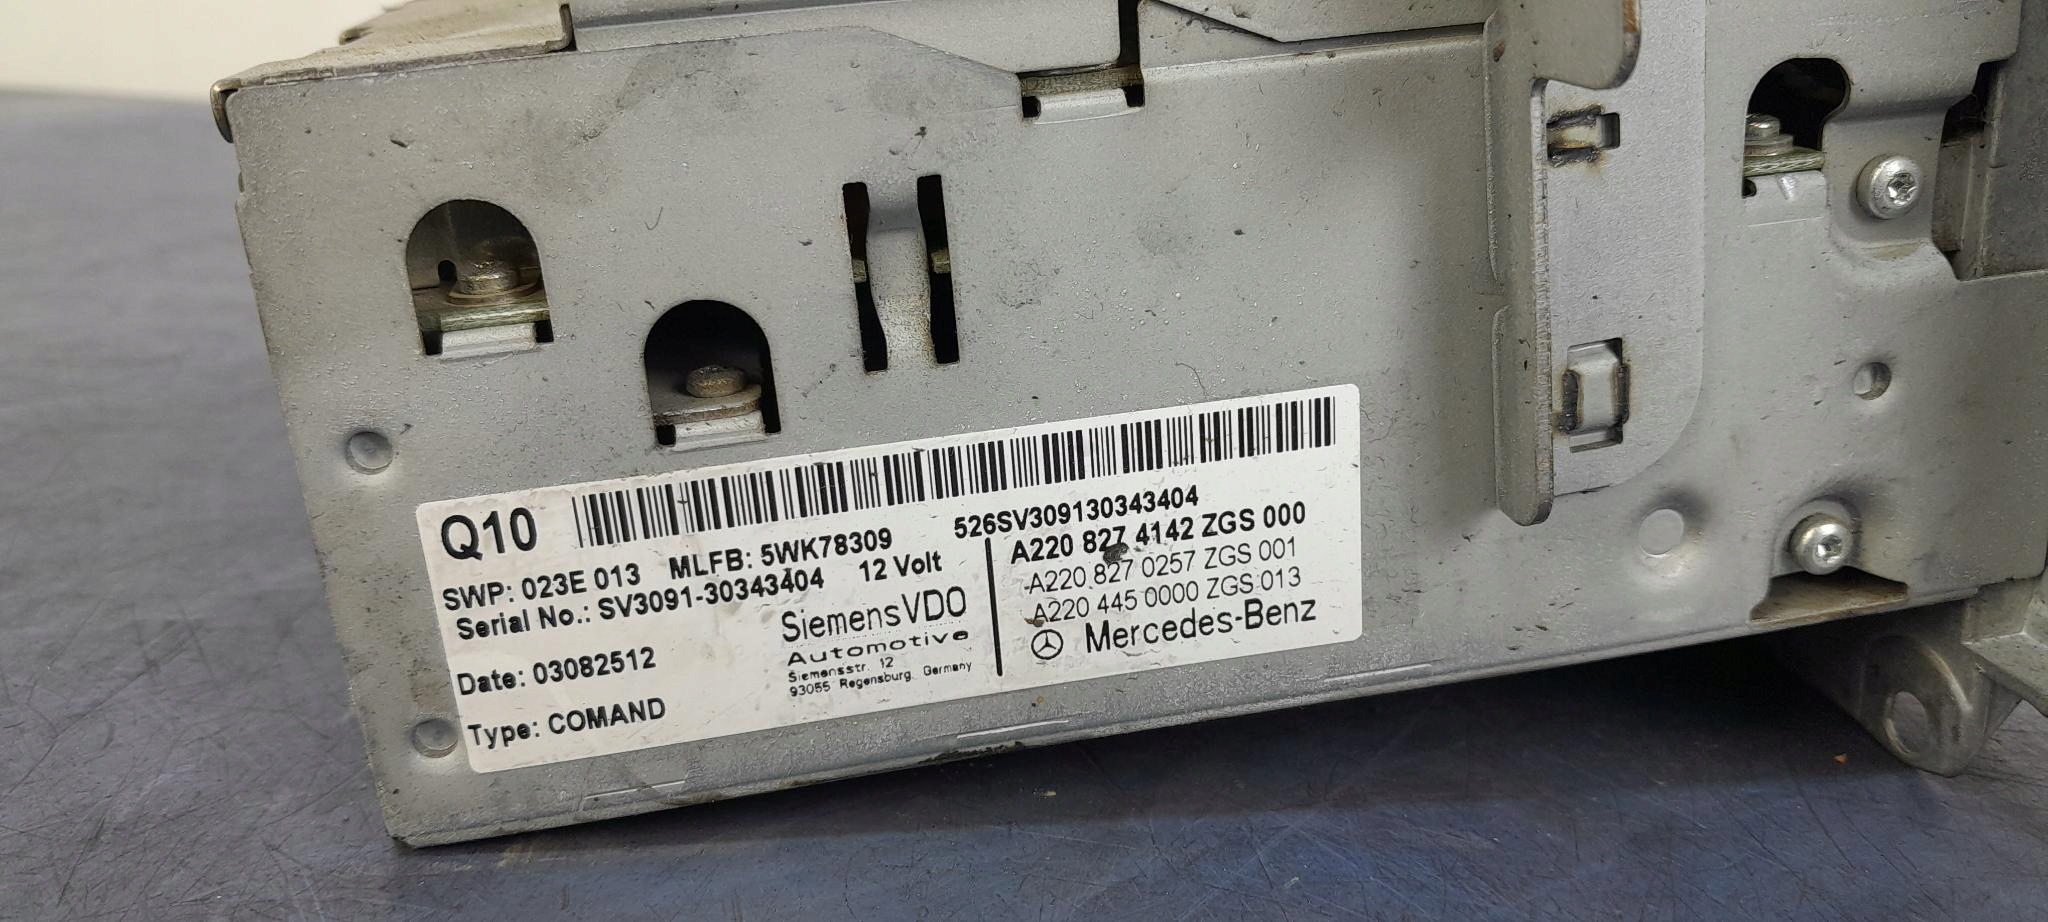 Q10
526SV309130343404
SWP: 023E 013 MLFB: 5WK78309
Serial No.: SV3091-30343404 12 Volt
Date: 03082512
Type: COMAND
SiemensVDO
Automotive
Siemensstr. 12
93055 Regensburg. Germany
A220 827 4142 ZGS 000
A220 827 0257 ZGS 001
A220 445 0000 ZGS 013
Mercedes-Benz